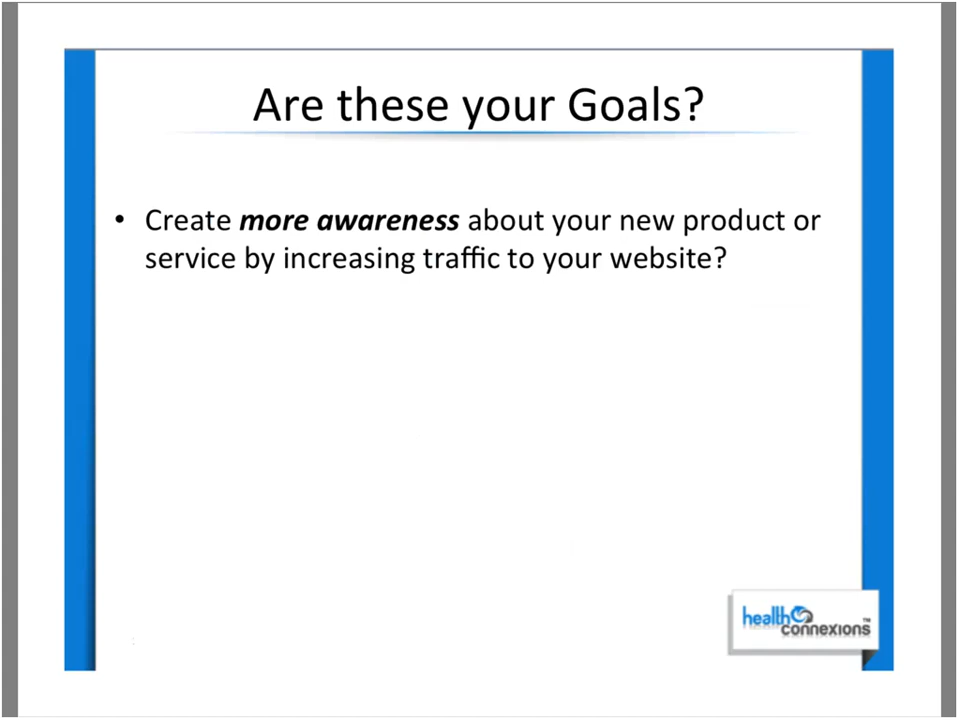 Are these your Goals?
• Create more awareness about your new product or
service by increasing traffic to your website?
health
connexions™